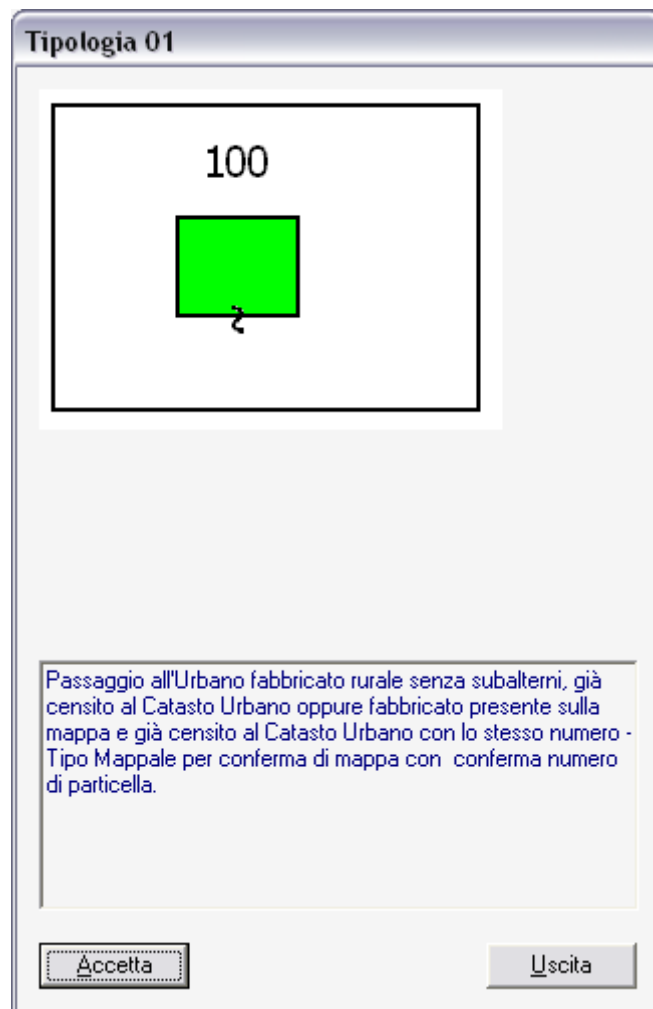 Tipologia 01
100
Passaggio all'Urbano fabbricato rurale senza subalterni, già
censito al Catasto Urbano oppure fabbricato presente sulla
mappa e già censito al Catasto Urbano con lo stesso numero -
Tipo Mappale per conferma di mappa con  conferma numero
di particella.
Accetta
Uscita